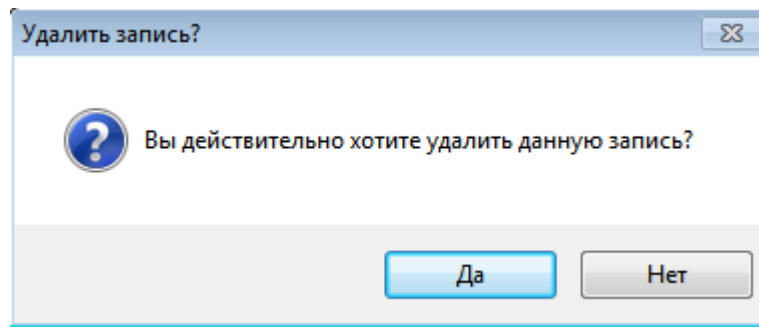 Удалить запись?
Вы действительно хотите удалить данную запись?
Да
Нет